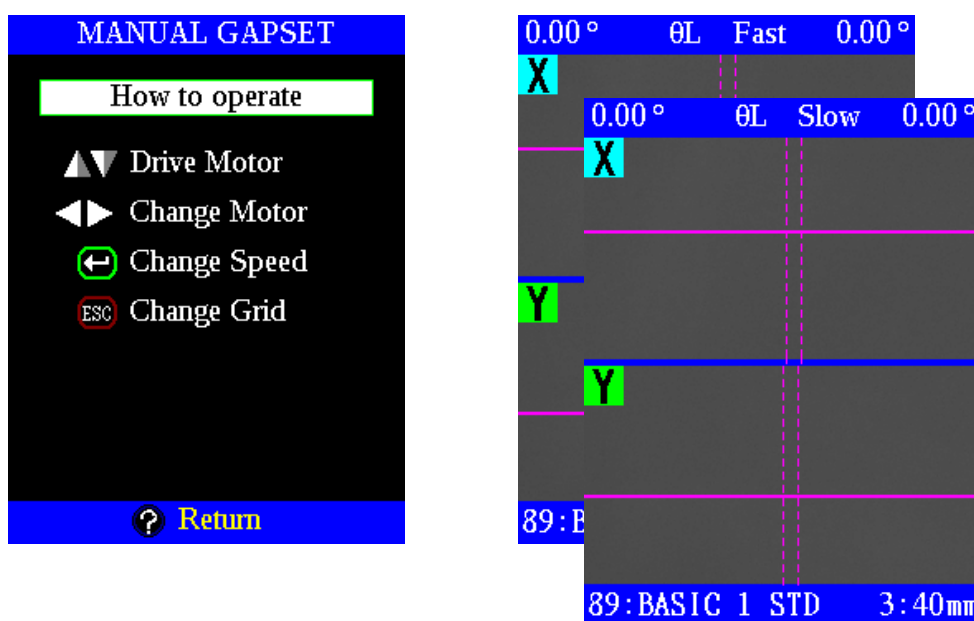 MANUAL GAPSET
How to operate
Drive Motor
Change Motor
Change Speed
ESC Change Grid
? Return
0.00° θL Fast 0.00°
X
Y
89:B
0.00° θL Slow 0.00°
X
Y
89:BASIC 1 STD 3:40mm